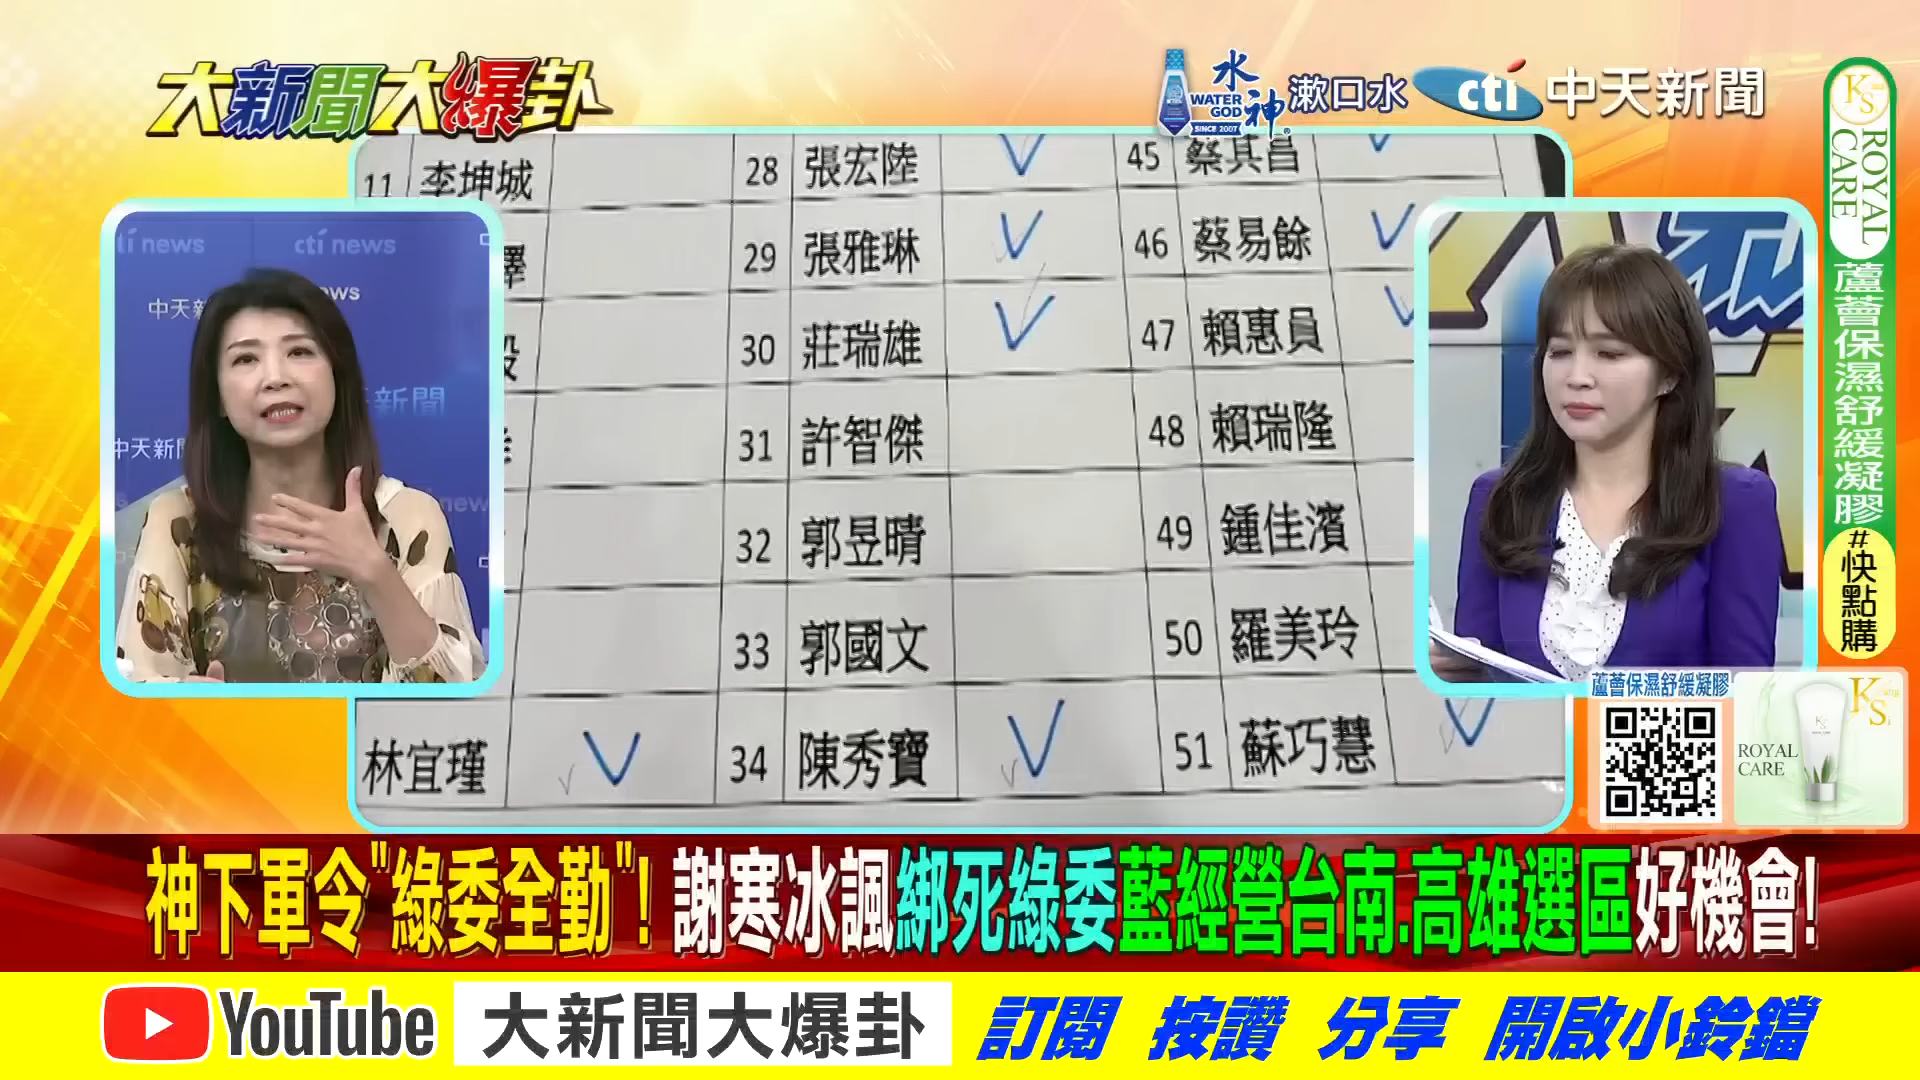 大新聞大爆卦
水神
WATER GOD
SINCE 2007
漱口水
cti 中天新聞
KS
ROYAL CARE
蘆薈保濕舒緩凝膠
#快點購
11 李坤城
28 張宏陸
45 蔡其昌
29 張雅琳
46 蔡易餘
30 莊瑞雄
47 賴惠員
31 許智傑
48 賴瑞隆
32 郭昱晴
49 鍾佳濱
33 郭國文
50 羅美玲
林宜瑾
34 陳秀寶
51 蘇巧慧
cti news
中天新聞
蘆薈保濕舒緩凝膠
KS
ROYAL CARE
神下軍令"綠委全勤"! 謝寒冰諷綁死綠委藍經營台南.高雄選區好機會!
YouTube 大新聞大爆卦 訂閱 按讚 分享 開啟小鈴鐺